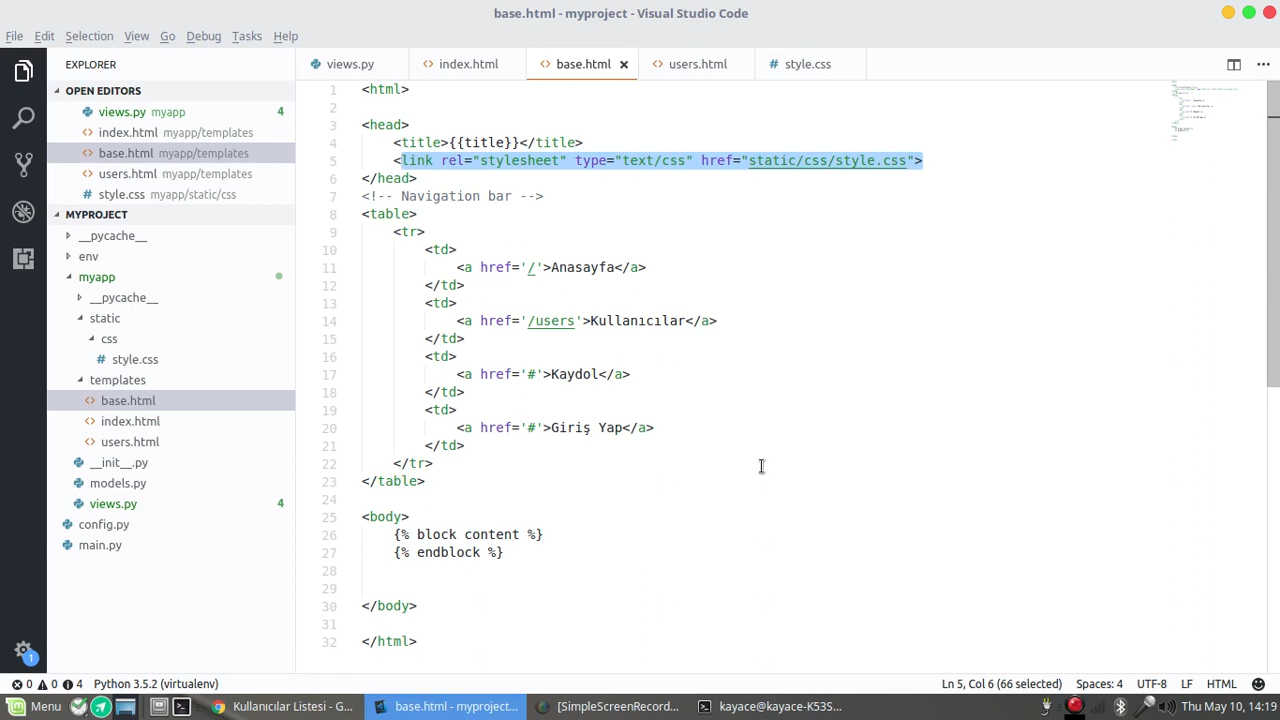 base.html - myproject - Visual Studio Code
File Edit Selection View Go Debug Tasks Help
EXPLORER
OPEN EDITORS
views.py myapp 4
index.html myapp/templates
base.html myapp/templates
users.html myapp/templates
style.css myapp/static/css
MYPROJECT
__pycache__
env
myapp
__pycache__
static
css
style.css
templates
base.html
index.html
users.html
__init__.py
models.py
views.py 4
config.py
main.py
views.py index.html base.html users.html style.css
1 <html>
2
3 <head>
4 <title>{{title}}</title>
5 <link rel="stylesheet" type="text/css" href="static/css/style.css">
6 </head>
7 <!-- Navigation bar -->
8 <table>
9 <tr>
10 <td>
11 <a href='/'>Anasayfa</a>
12 </td>
13 <td>
14 <a href='/users'>Kullanıcılar</a>
15 </td>
16 <td>
17 <a href='#'>Kaydol</a>
18 </td>
19 <td>
20 <a href='#'>Giriş Yap</a>
21 </td>
22 </tr>
23 </table>
24
25 <body>
26 {% block content %}
27 {% endblock %}
28
29
30 </body>
31
32 </html>
1
0 0 4 Python 3.5.2 (virtualenv) Ln 5, Col 6 (66 selected) Spaces: 4 UTF-8 LF HTML
Menu Kullanıcılar Listesi - G... base.html - myproject... [SimpleScreenRecord... kayace@kayace-K53S... Thu May 10, 14:19